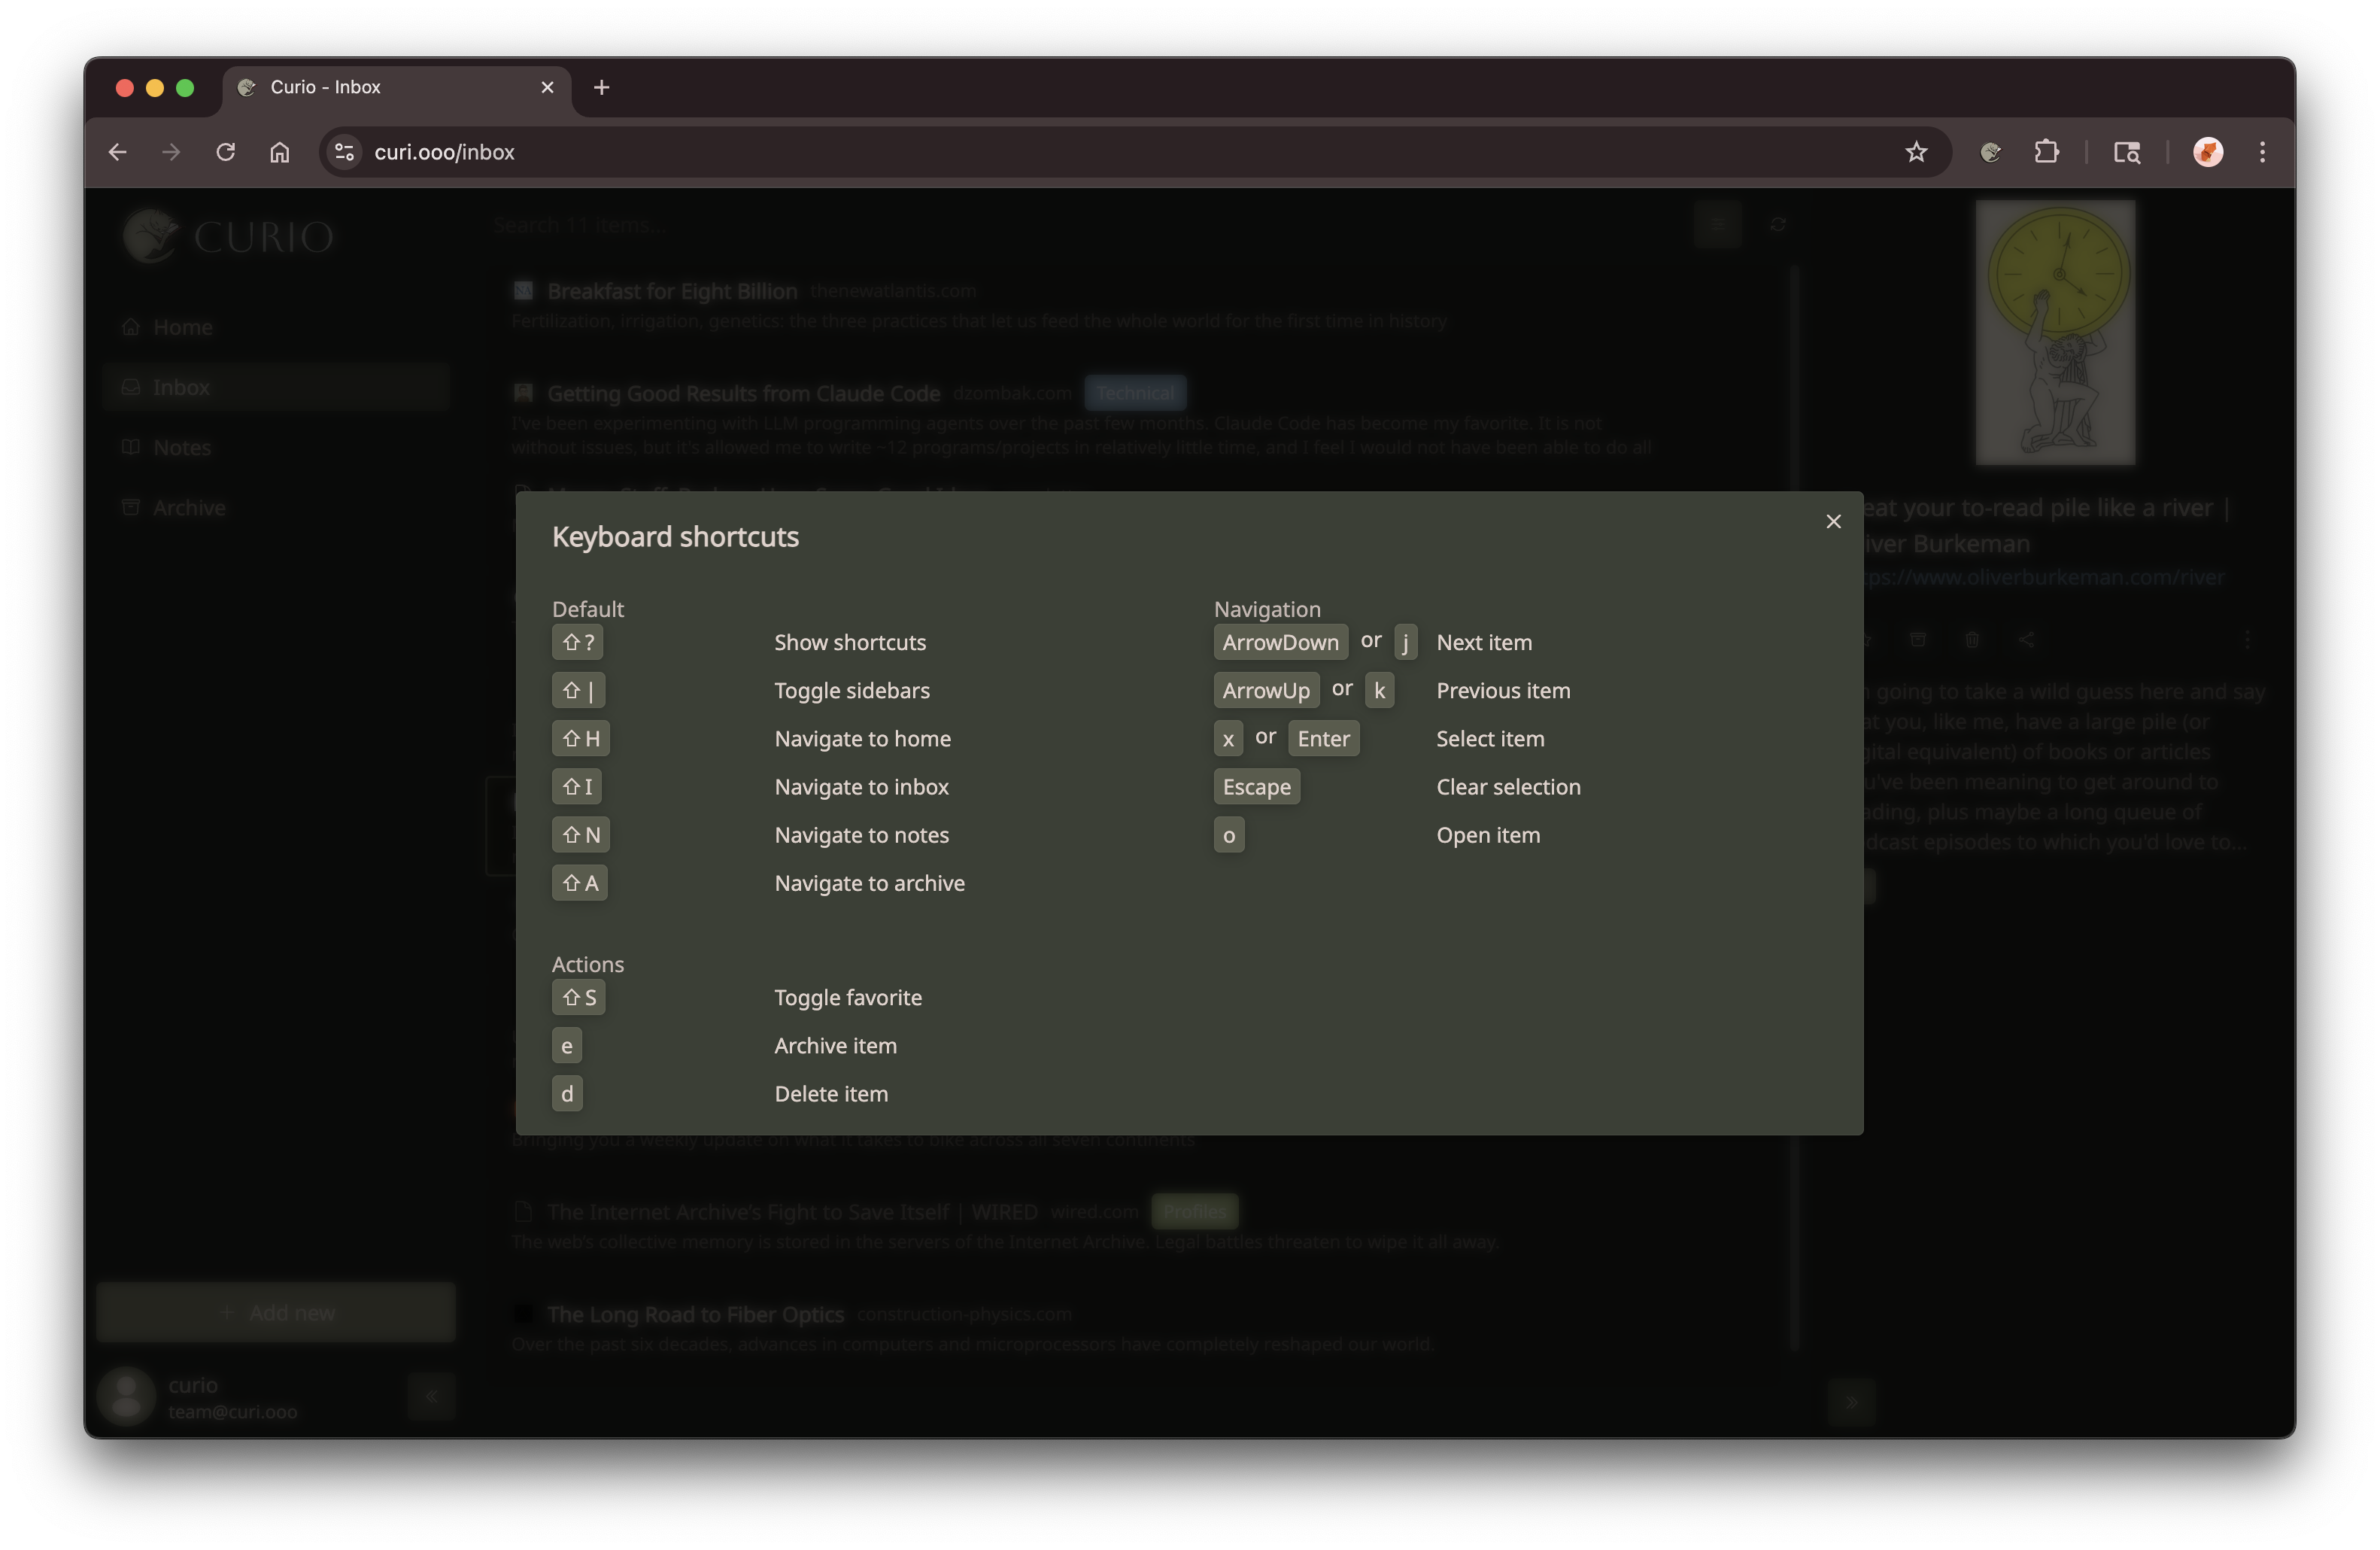 Curio - Inbox
curi.ooo/inbox
CURIO
Home
Inbox
Notes
Archive
Add new
curio
team@curi.ooo
Search 11 items...
Breakfast for Eight Billion thenewatlantis.com
Fertilization, irrigation, genetics: the three practices that let us feed the whole world for the first time in history
Getting Good Results from Claude Code dzombak.com Technical
I've been experimenting with LLM programming agents over the past few months. Claude Code has become my favorite. It is not
without issues, but it's allowed me to write ~12 programs/projects in relatively little time, and I feel I would not have been able to do all
Keyboard shortcuts
Default
⇧ ? Show shortcuts
⇧ | Toggle sidebars
⇧ H Navigate to home
⇧ I Navigate to inbox
⇧ N Navigate to notes
⇧ A Navigate to archive
Actions
⇧ S Toggle favorite
e Archive item
d Delete item
Navigation
ArrowDown or j Next item
ArrowUp or k Previous item
x or Enter Select item
Escape Clear selection
o Open item
Bringing you a weekly update on what it takes to bike across all seven continents
The Internet Archive's Fight to Save Itself | WIRED wired.com Profiles
The web's collective memory is stored in the servers of the Internet Archive. Legal battles threaten to wipe it all away.
The Long Road to Fiber Optics construction-physics.com
Over the past six decades, advances in computers and microprocessors have completely reshaped our world.
eat your to-read pile like a river |
iver Burkeman
tps://www.oliverburkeman.com/river
going to take a wild guess here and say
at you, like me, have a large pile (or
gital equivalent) of books or articles
u've been meaning to get around to
ading, plus maybe a long queue of
dcast episodes to which you'd love to...